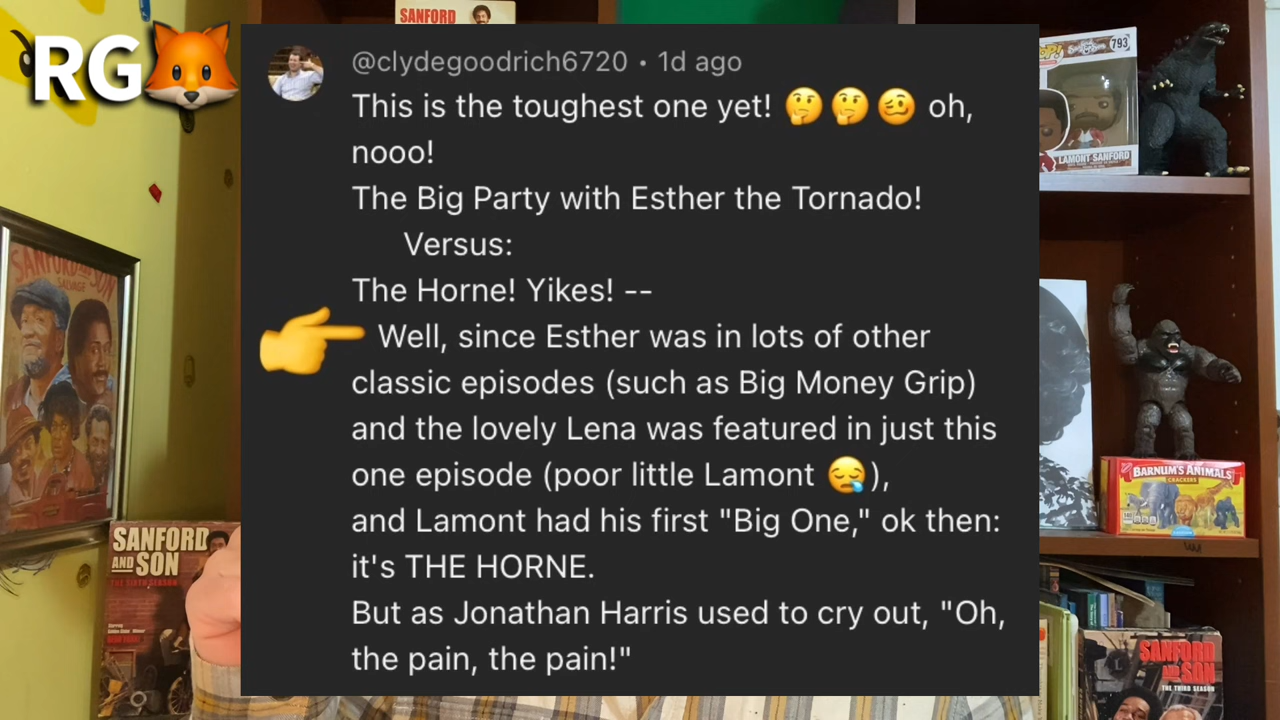 SANFORD
RG
@clydegoodrich6720 • 1d ago
This is the toughest one yet! 🤔🤔🥴 oh,
nooo!
The Big Party with Esther the Tornado!
Versus:
The Horne! Yikes! --
Well, since Esther was in lots of other
classic episodes (such as Big Money Grip)
and the lovely Lena was featured in just this
one episode (poor little Lamont 😪),
and Lamont had his first "Big One," ok then:
it's THE HORNE.
But as Jonathan Harris used to cry out, "Oh,
the pain, the pain!"
POP!
793
LAMONT SANFORD
SANFORD AND SON
SALVAGE
SANFORD
AND SON
THE SIXTH SEASON
BARNUM'S ANIMALS
CRACKERS
SANFORD
AND SON
THE THIRD SEASON